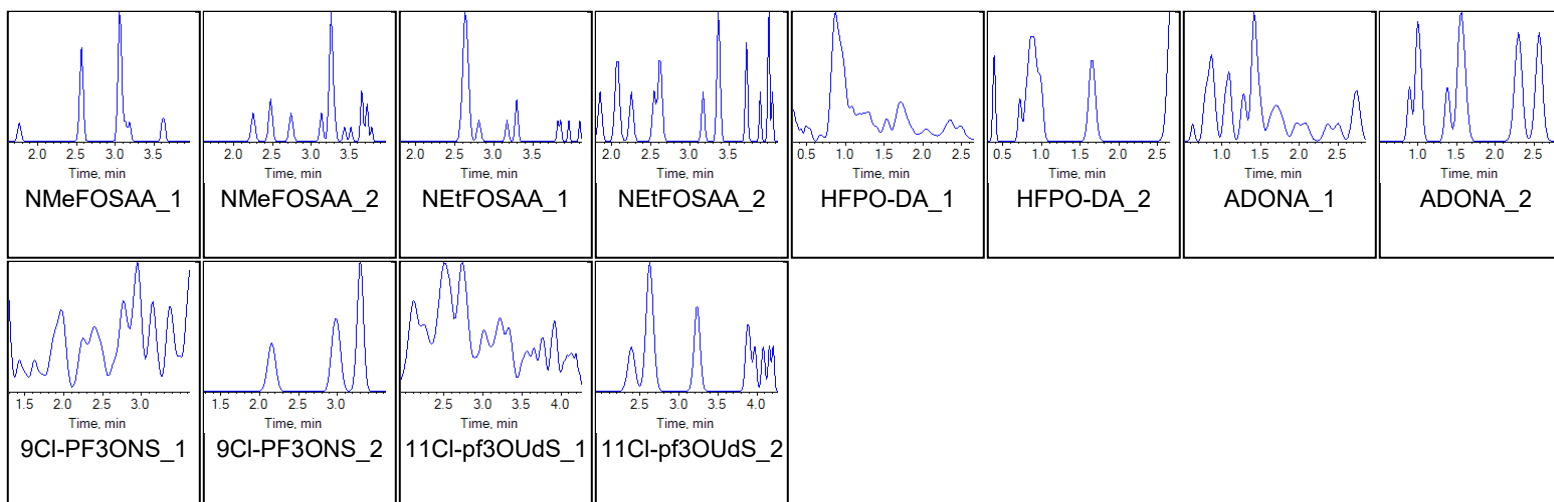 2.0 2.5 3.0 3.5 2.0 2.5 3.0 3.5 2.0 2.5 3.0 3.5 2.0 2.5 3.0 3.5 0.5 1.0 1.5 2.0 2.5 0.5 1.0 1.5 2.0 2.5 1.0 1.5 2.0 2.5 1.0 1.5 2.0 2.5
Time, min Time, min Time, min Time, min Time, min Time, min Time, min Time, min
NMeFOSAA_1 NMeFOSAA_2 NEtFOSAA_1 NEtFOSAA_2 HFPO-DA_1 HFPO-DA_2 ADONA_1 ADONA_2
1.5 2.0 2.5 3.0 1.5 2.0 2.5 3.0 2.5 3.0 3.5 4.0 2.5 3.0 3.5 4.0
Time, min Time, min Time, min Time, min
9Cl-PF3ONS_1 9Cl-PF3ONS_2 11Cl-pf3OUdS_1 11Cl-pf3OUdS_2